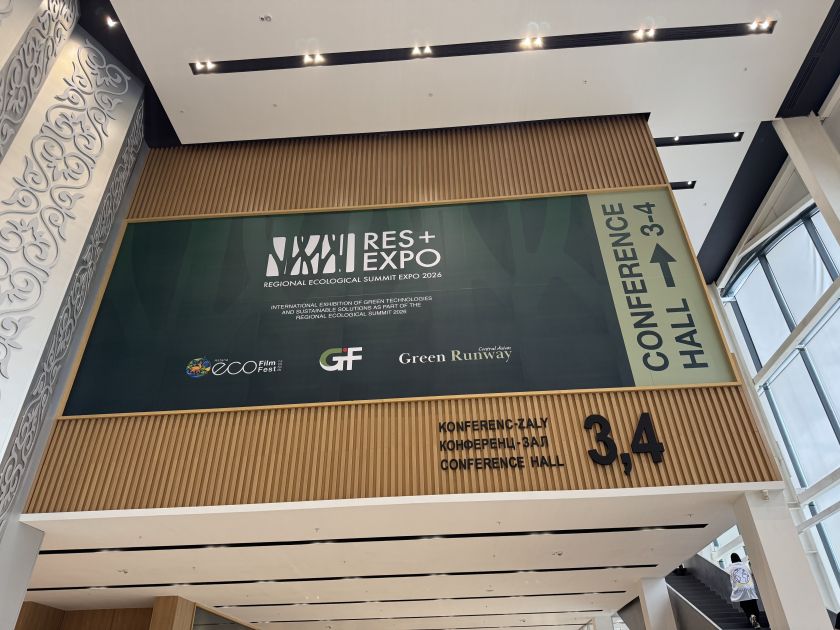 RES+
EXPO
REGIONAL ECOLOGICAL SUMMIT EXPO 2026
INTERNATIONAL EXHIBITION OF GREEN TECHNOLOGIES
AND SUSTAINABLE SOLUTIONS AS PART OF THE
REGIONAL ECOLOGICAL SUMMIT 2026
eco Film
Fest
GF
Central Asian
Green Runway
CONFERENCE
HALL → 3-4
KONFERENC-ZALY
КОНФЕРЕНЦ-ЗАЛ
CONFERENCE HALL
3,4